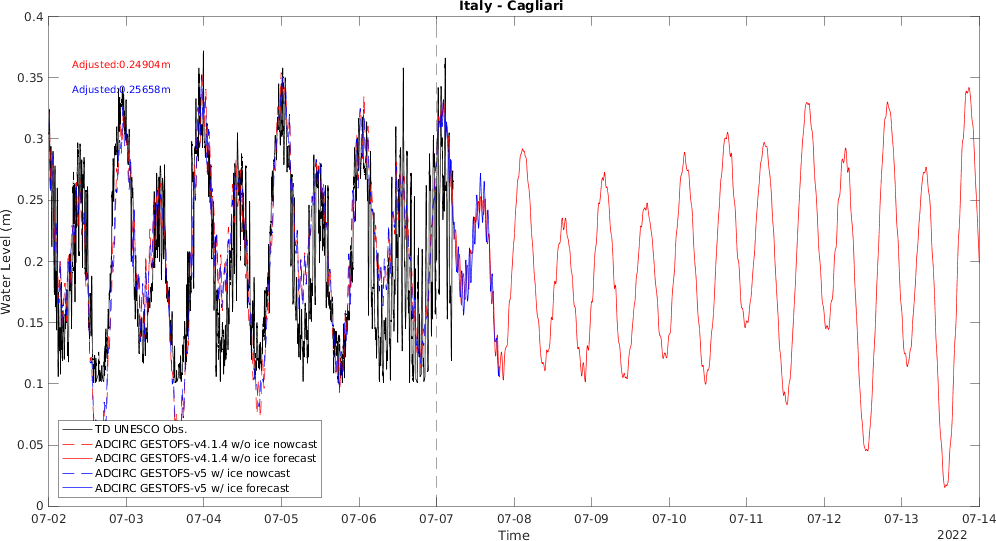 Italy - Cagliari
Adjusted:0.24904m
Adjusted:0.25658m
Water Level (m)
0.4
0.35
0.3
0.25
0.2
0.15
0.1
0.05
0
TD UNESCO Obs.
ADCIRC GESTOFS-v4.1.4 w/o ice nowcast
ADCIRC GESTOFS-v4.1.4 w/o ice forecast
ADCIRC GESTOFS-v5 w/ ice nowcast
ADCIRC GESTOFS-v5 w/ ice forecast
07-02 07-03 07-04 07-05 07-06 07-07 07-08 07-09 07-10 07-11 07-12 07-13 07-14
Time
2022